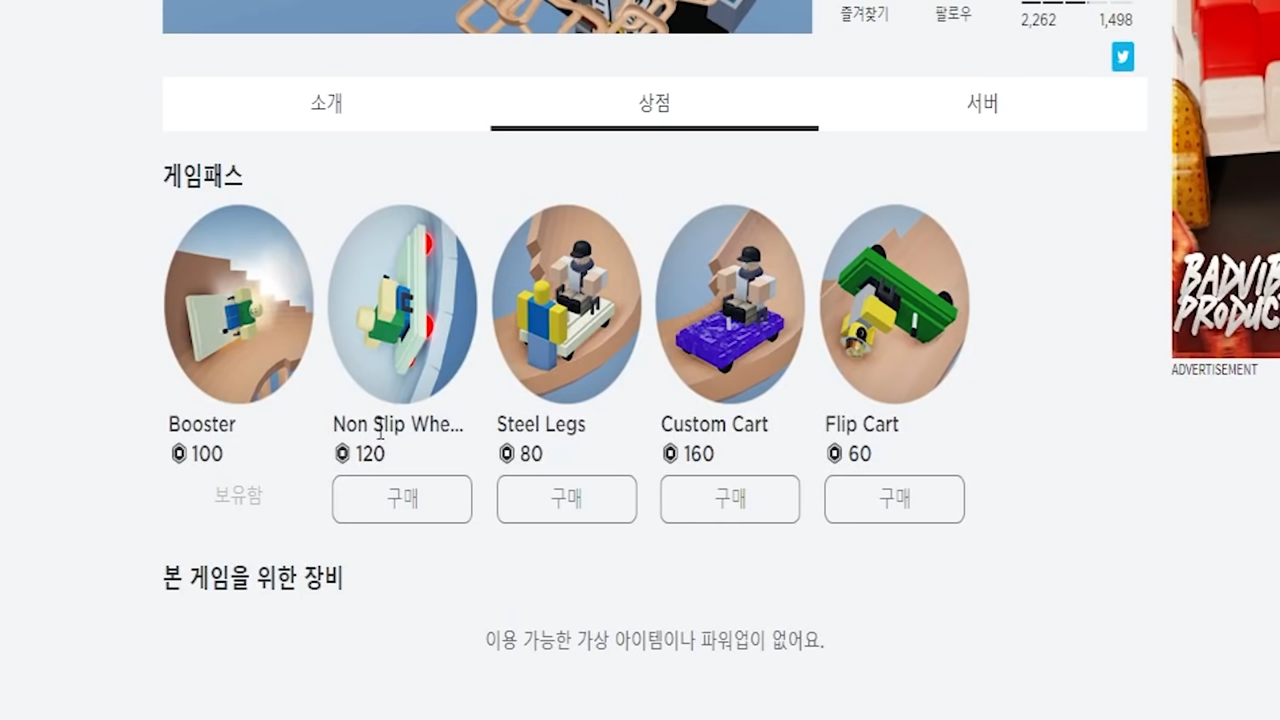 즐겨찾기 팔로우 2,262 1,498
소개 상점 서버
게임패스
Booster Non Slip Whe... Steel Legs Custom Cart Flip Cart
100 120 80 160 60
보유함 구매 구매 구매 구매
본 게임을 위한 장비
이용 가능한 가상 아이템이나 파워업이 없어요.
BADVIB
PRODUC
ADVERTISEMENT